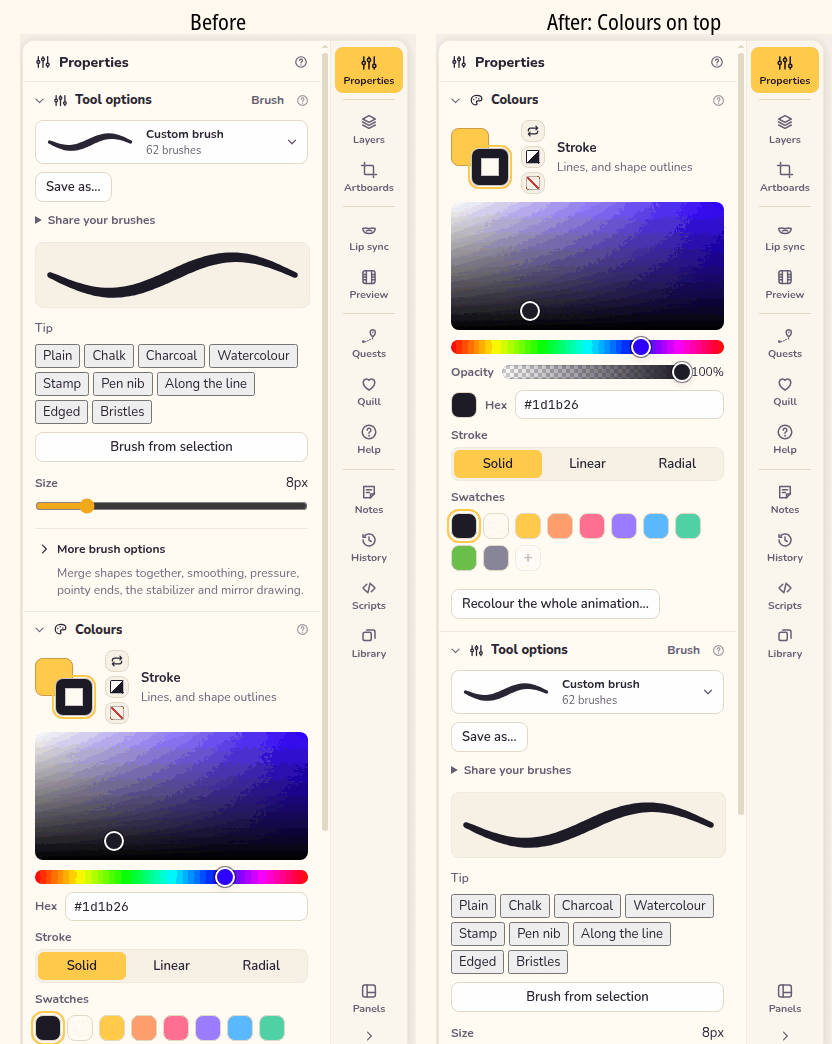 Before
Properties
Tool options Brush
Custom brush
62 brushes
Save as...
Share your brushes
Tip
Plain Chalk Charcoal Watercolour
Stamp Pen nib Along the line
Edged Bristles
Brush from selection
Size 8px
More brush options
Merge shapes together, smoothing, pressure,
pointy ends, the stabilizer and mirror drawing.
Colours
Stroke
Lines, and shape outlines
Hex #1d1b26
Stroke
Solid Linear Radial
Swatches
Properties
Layers
Artboards
Lip sync
Preview
Quests
Quill
Help
Notes
History
Scripts
Library
Panels
After: Colours on top
Properties
Colours
Stroke
Lines, and shape outlines
Opacity 100%
Hex #1d1b26
Stroke
Solid Linear Radial
Swatches
+
Recolour the whole animation...
Tool options Brush
Custom brush
62 brushes
Save as...
Share your brushes
Tip
Plain Chalk Charcoal Watercolour
Stamp Pen nib Along the line
Edged Bristles
Brush from selection
Size 8px
Properties
Layers
Artboards
Lip sync
Preview
Quests
Quill
Help
Notes
History
Scripts
Library
Panels